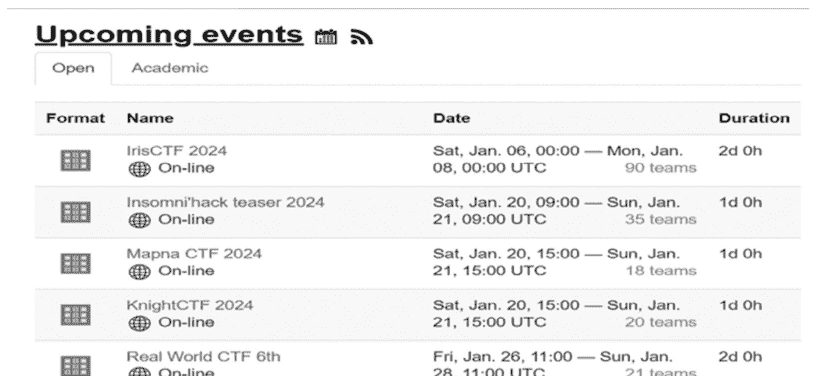 Upcoming events
Open Academic
Format Name Date Duration
IrisCTF 2024 Sat, Jan. 06, 00:00 — Mon, Jan. 2d 0h
On-line 08, 00:00 UTC 90 teams
Insomni'hack teaser 2024 Sat, Jan. 20, 09:00 — Sun, Jan. 1d 0h
On-line 21, 09:00 UTC 35 teams
Mapna CTF 2024 Sat, Jan. 20, 15:00 — Sun, Jan. 1d 0h
On-line 21, 15:00 UTC 18 teams
KnightCTF 2024 Sat, Jan. 20, 15:00 — Sun, Jan. 1d 0h
On-line 21, 15:00 UTC 20 teams
Real World CTF 6th Fri, Jan. 26, 11:00 — Sun, Jan. 2d 0h
On-line 28, 11:00 UTC 21 teams